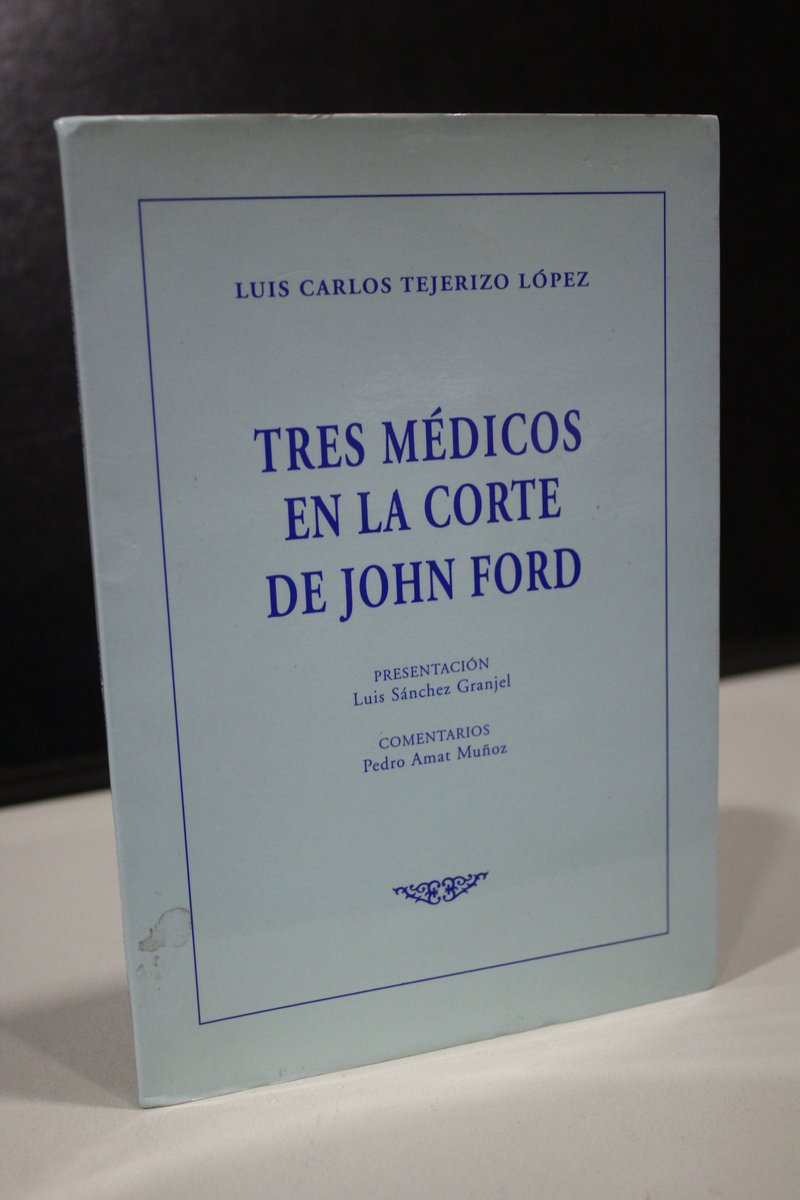 LUIS CARLOS TEJERIZO LÓPEZ
TRES MÉDICOS
EN LA CORTE
DE JOHN FORD
PRESENTACIÓN
Luis Sánchez Granjel
COMENTARIOS
Pedro Amat Muñoz